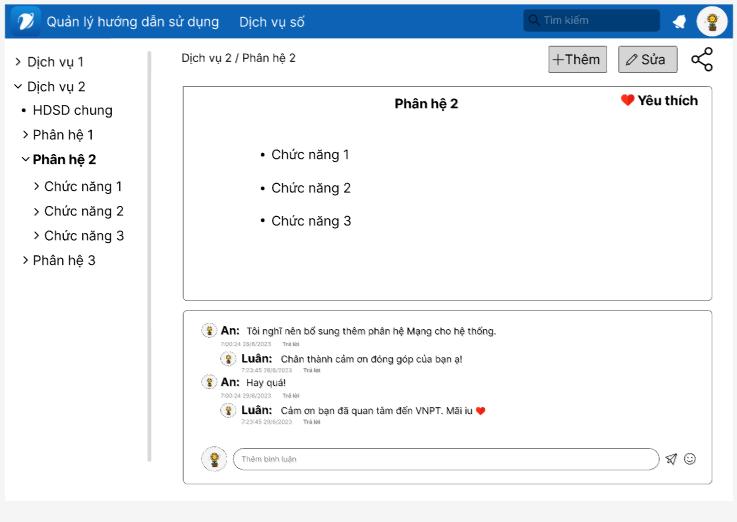 Quản lý hướng dẫn sử dụng Dịch vụ số Tìm kiếm
Dịch vụ 1
Dịch vụ 2
HDSD chung
Phân hệ 1
Phân hệ 2
Chức năng 1
Chức năng 2
Chức năng 3
Phân hệ 3
Dịch vụ 2 / Phân hệ 2
+Thêm
Sửa
Phân hệ 2
Yêu thích
Chức năng 1
Chức năng 2
Chức năng 3
An: Tôi nghĩ nên bổ sung thêm phân hệ Mạng cho hệ thống.
7:00:24 28/6/2023 Trả lời
Luân: Chân thành cảm ơn đóng góp của bạn ạ!
7:23:45 28/6/2023 Trả lời
An: Hay quá!
7:00:24 29/6/2023 Trả lời
Luân: Cảm ơn bạn đã quan tâm đến VNPT. Mãi iu ❤️
7:23:45 29/6/2023 Trả lời
Thêm bình luận